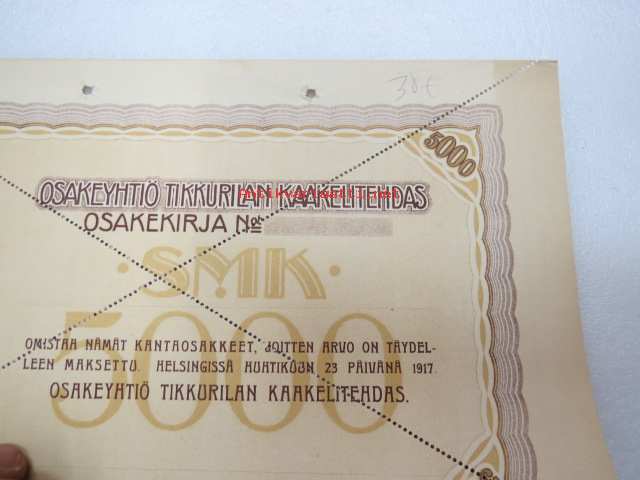 30€
5000
OSAKEYHTIÖ TIKKURILAN KAAKELITEHDAS
OSAKEKIRJA №
· SMK ·
5000
OMISTAA NÄMÄT KANTAOSAKKEET, JOITTEN ARVO ON TÄYDEL-
LEEN MAKSETTU. HELSINGISSÄ HUHTIKUUN 23 PÄIVÄNÄ 1917.
OSAKEYHTIÖ TIKKURILAN KAAKELITEHDAS.